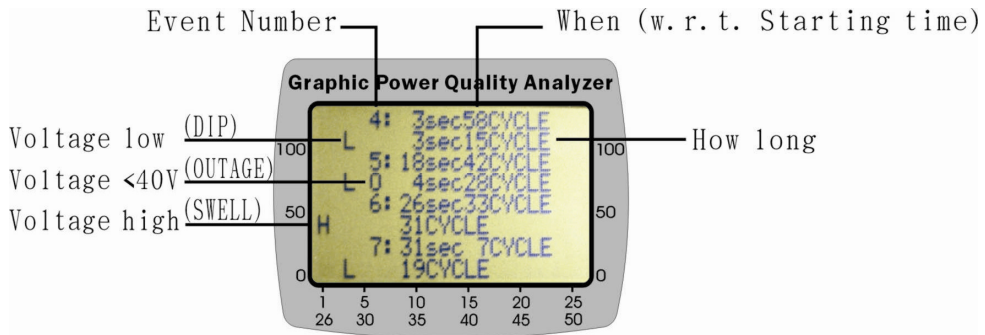 Event Number
When (w.r.t. Starting time)
Graphic Power Quality Analyzer
4: 3sec58CYCLE
Voltage low (DIP)
L 3sec15CYCLE
How long
100
100
5: 18sec42CYCLE
Voltage <40V (OUTAGE)
L O 4sec28CYCLE
6: 26sec33CYCLE
50
50
Voltage high (SWELL)
H 31CYCLE
7: 31sec 7CYCLE
0
L 19CYCLE
0
1 5 10 15 20 25
26 30 35 40 45 50